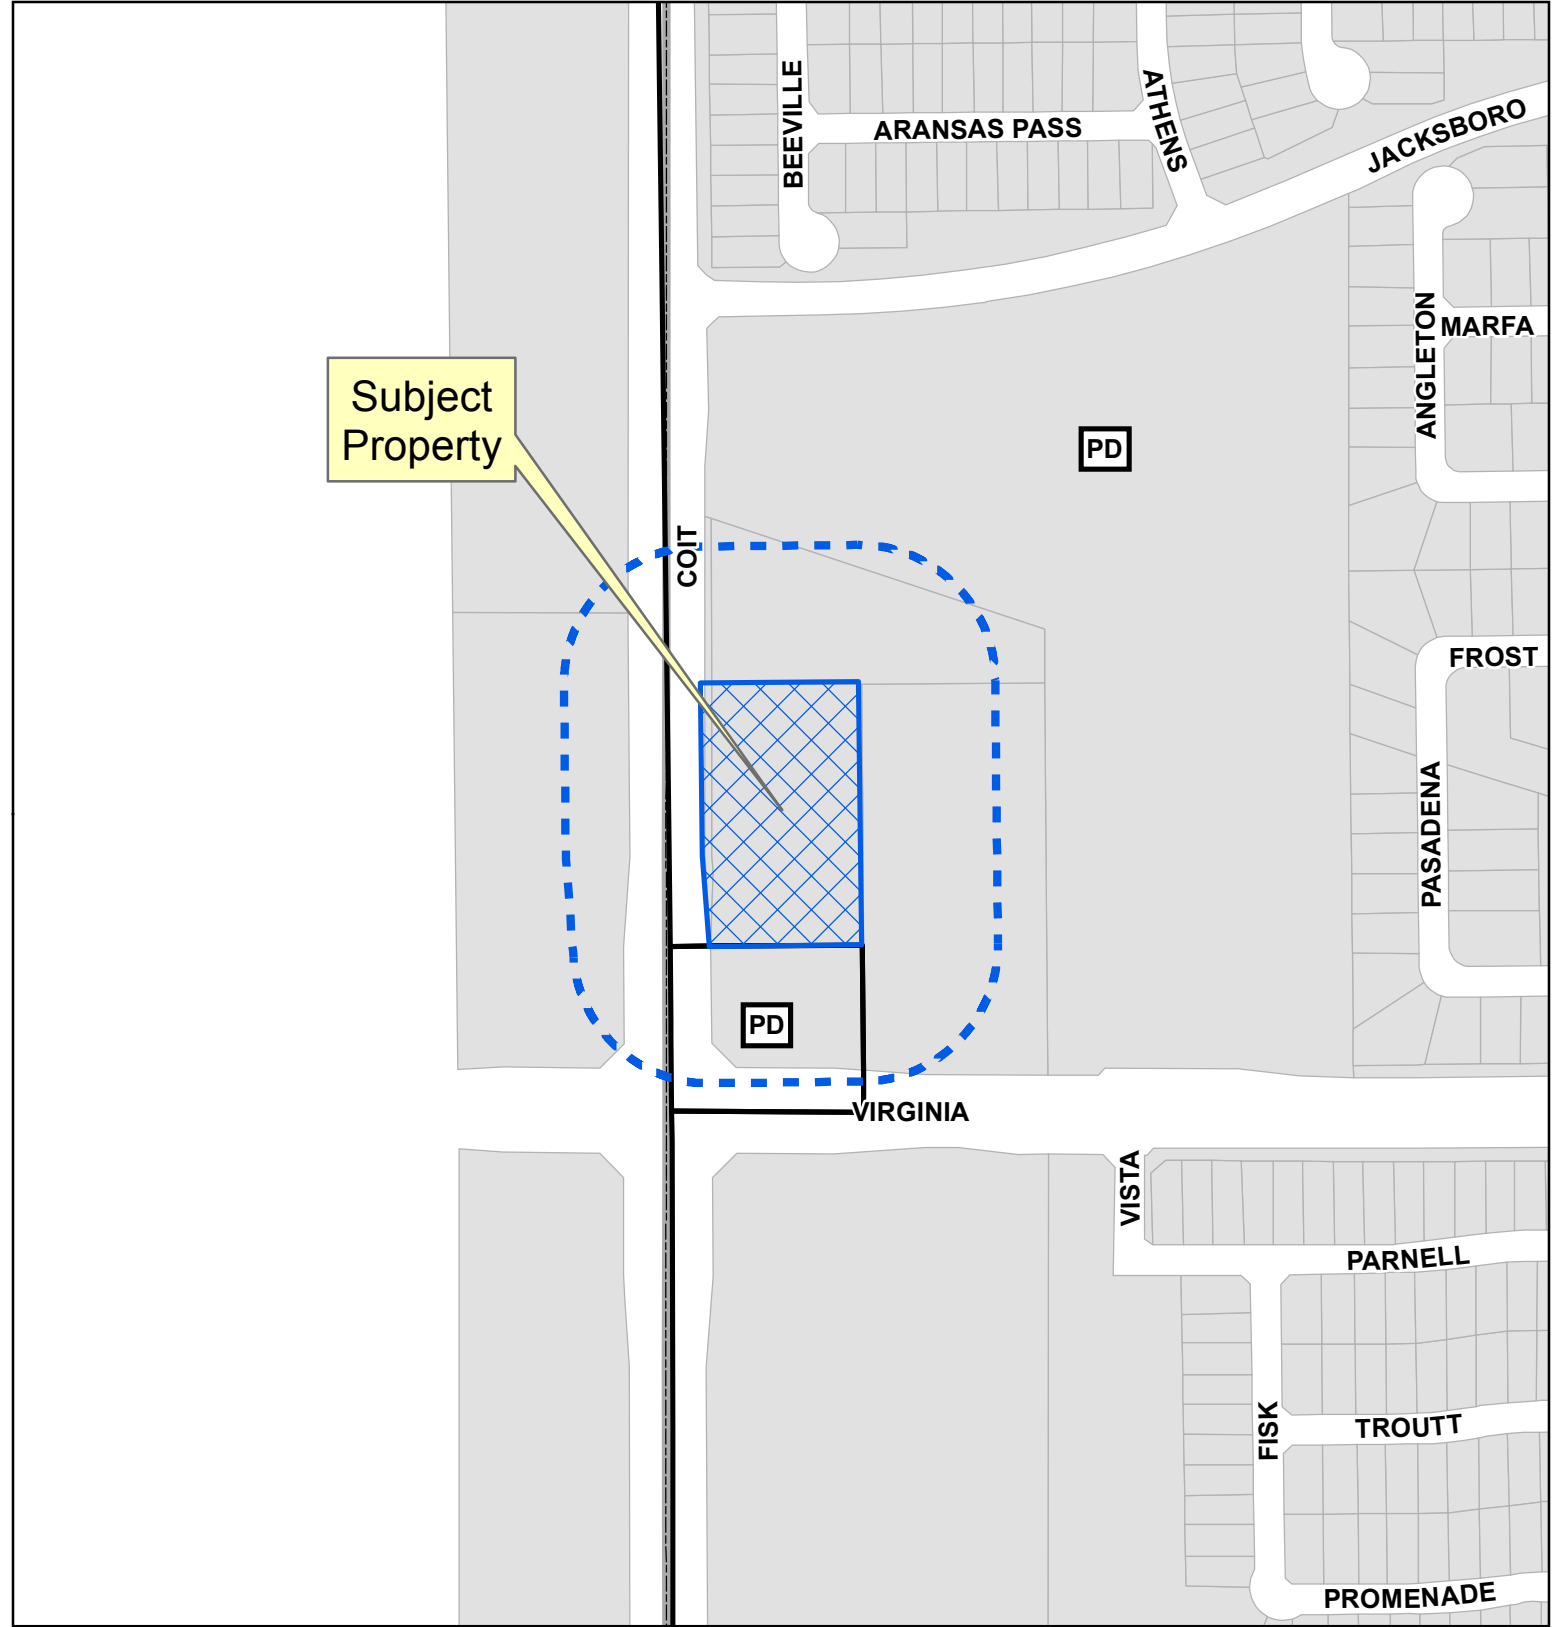 BEEVILLE
ARANSAS PASS
ATHENS
JACKSBORO
ANGLETON
MARFA
Subject
Property
PD
COIT
FROST
PASADENA
PD
VIRGINIA
VISTA
PARNELL
FISK
TROUTT
PROMENADE